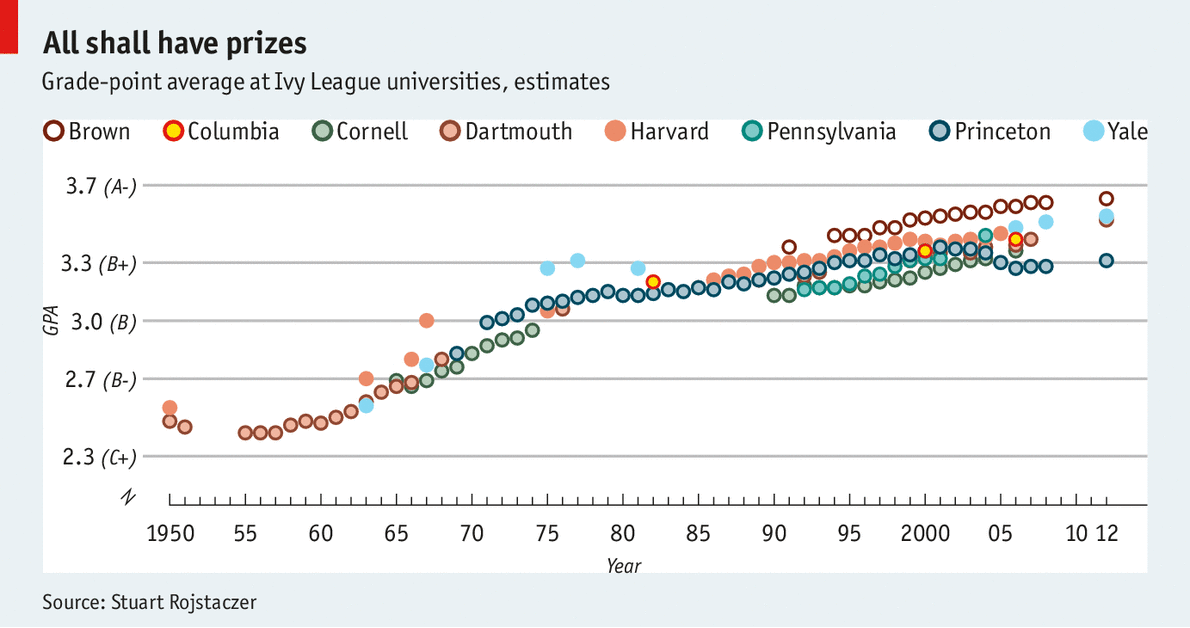 All shall have prizes
Grade-point average at Ivy League universities, estimates
Brown Columbia Cornell Dartmouth Harvard Pennsylvania Princeton Yale
3.7 (A-)
3.3 (B+)
3.0 (B)
2.7 (B-)
2.3 (C+)
GPA
1950 55 60 65 70 75 80 85 90 95 2000 05 10 12
Year
Source: Stuart Rojstaczer